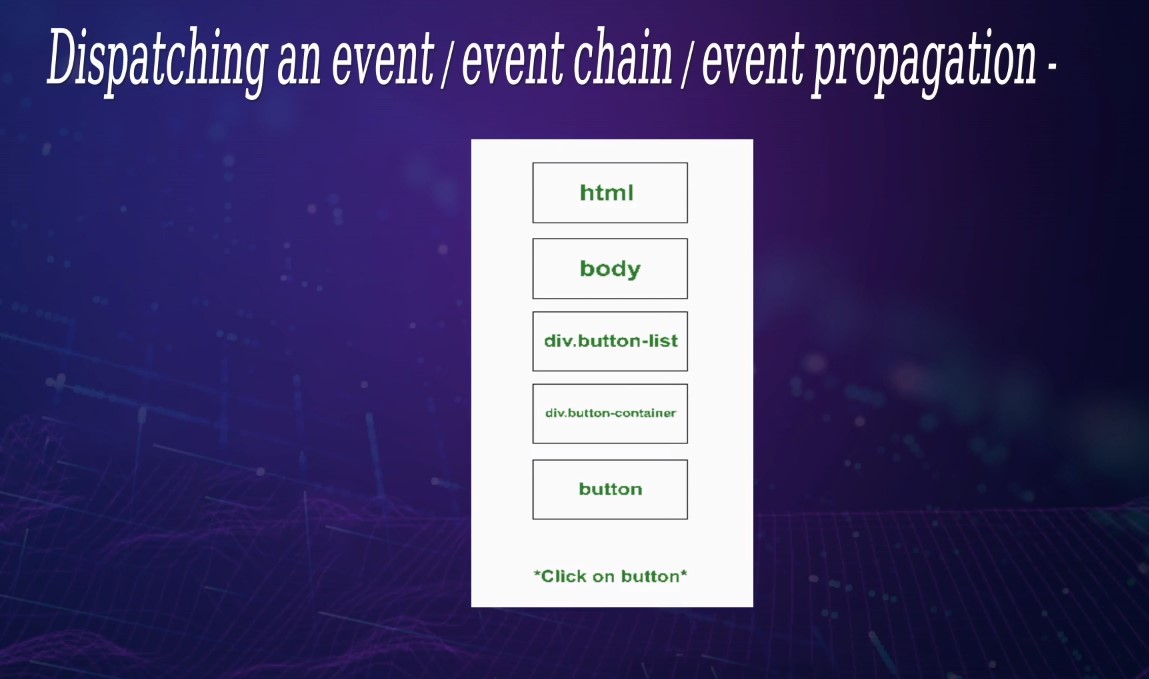 Dispatching an event / event chain / event propagation -
html
body
div.button-list
div.button-container
button
*Click on button*